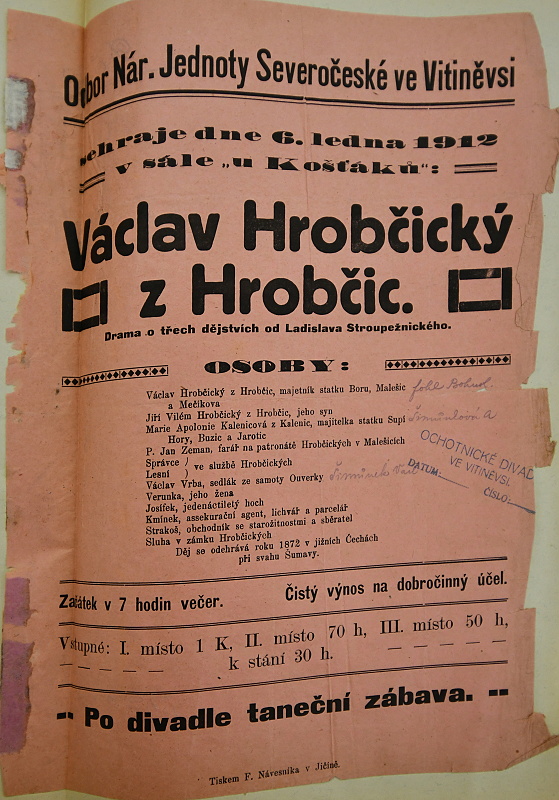 Odbor Nár. Jednoty Severočeské ve Vitiněvsi
sehraje dne 6. ledna 1912
v sále „u Košťáků“:
Václav Hrobčický
z Hrobčic.
Drama o třech dějstvích od Ladislava Stroupežnického.
OSOBY:
Václav Hrobčický z Hrobčic, majetník statku Boru, Malešic
a Mečikova
Jiří Vilém Hrobčický z Hrobčic, jeho syn
Marie Apolonie Kalenicová z Kalenic, majitelka statku Supí
Hory, Buzic a Jarotic
P. Jan Zeman, farář na patronátě Hrobčických v Malešicích
Správce )
Lesní ) ve službě Hrobčických
Václav Vrba, sedlák ze samoty Ouverky
Verunka, jeho žena
Josífek, jedenáctiletý hoch
Kmínek, assekurační agent, lichvář a parcelář
Strakoš, obchodník se starožitnostmi a sběratel
Sluha v zámku Hrobčických
Děj se odehrává roku 1872 v jižních Čechách
při svahu Šumavy.
OCHOTNICKÉ DIVAD
VE VITINĚVSI.
DATUM:
ČÍSLO:
Začátek v 7 hodin večer. Čistý výnos na dobročinný účel.
Vstupné: I. místo 1 K, II. místo 70 h, III. místo 50 h,
k stání 30 h.
Po divadle taneční zábava.
Tiskem F. Návesníka v Jičíně.